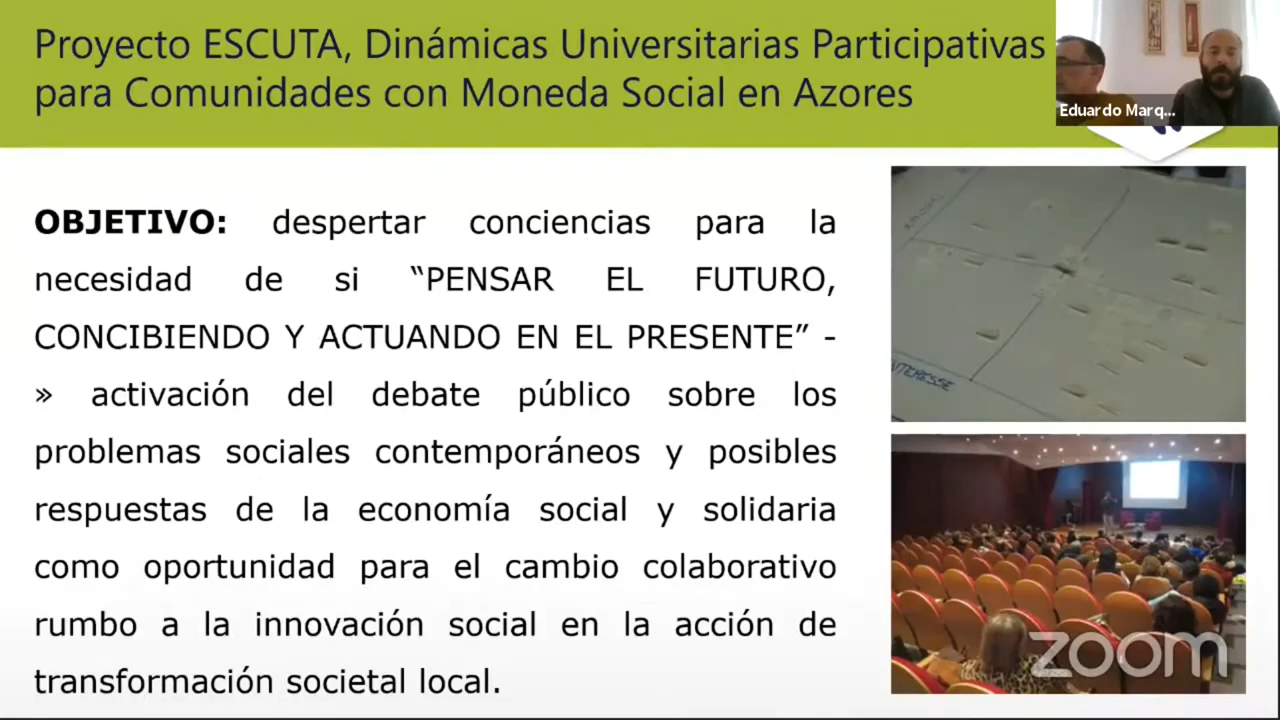 Proyecto ESCUTA, Dinámicas Universitarias Participativas
para Comunidades con Moneda Social en Azores
Eduardo Marq...
OBJETIVO: despertar conciencias para la
necesidad de si “PENSAR EL FUTURO,
CONCIBIENDO Y ACTUANDO EN EL PRESENTE” -
» activación del debate público sobre los
problemas sociales contemporáneos y posibles
respuestas de la economía social y solidaria
como oportunidad para el cambio colaborativo
rumbo a la innovación social en la acción de
transformación societal local.
zoom